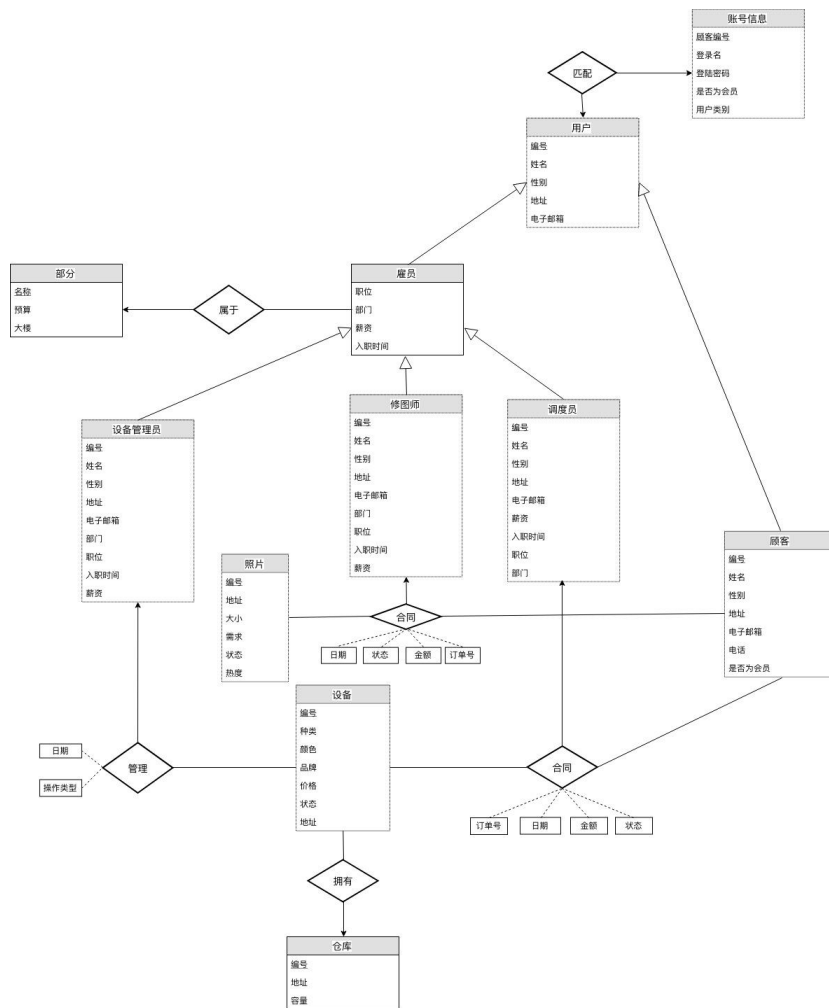 账号信息
顾客编号
登录名
登陆密码
是否为会员
用户类别
匹配
用户
编号
姓名
性别
地址
电子邮箱
部分
名称
预算
大楼
属于
雇员
职位
部门
薪资
入职时间
设备管理员
编号
姓名
性别
地址
电子邮箱
部门
职位
入职时间
薪资
修图师
编号
姓名
性别
地址
电子邮箱
部门
职位
入职时间
薪资
调度员
编号
姓名
性别
地址
电子邮箱
薪资
入职时间
职位
部门
顾客
编号
姓名
性别
地址
电子邮箱
电话
是否为会员
照片
编号
地址
大小
需求
状态
热度
合同
日期
状态
金额
订单号
设备
编号
种类
颜色
品牌
价格
状态
地址
日期
操作类型
管理
合同
订单号
日期
金额
状态
拥有
仓库
编号
地址
容量